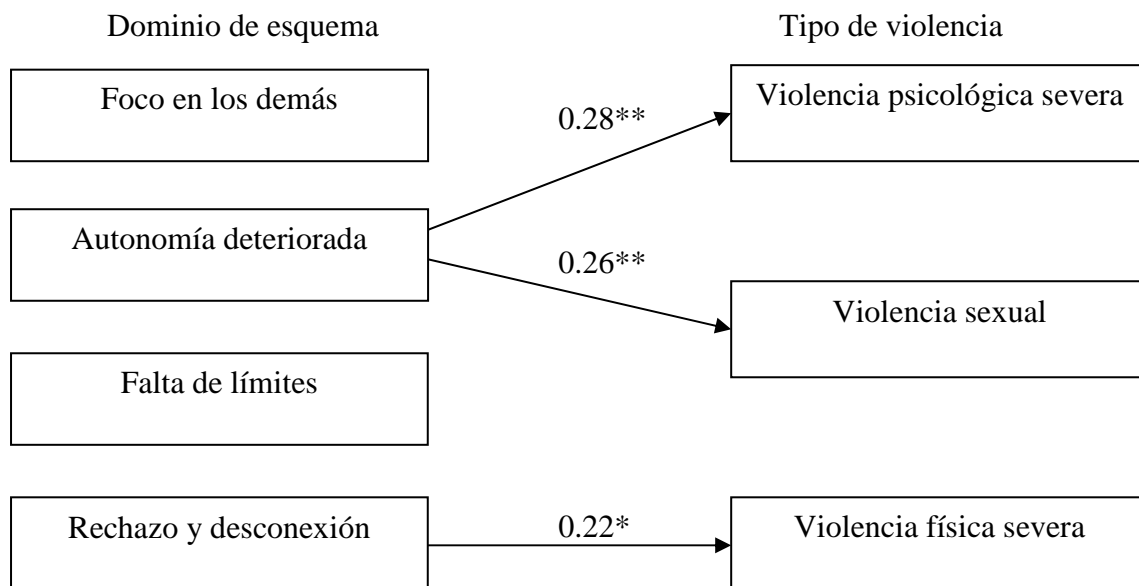 Dominio de esquema
Tipo de violencia
Foco en los demás
Violencia psicológica severa
0.28**
Autonomía deteriorada
0.26**
Violencia sexual
Falta de límites
Rechazo y desconexión
0.22*
Violencia física severa